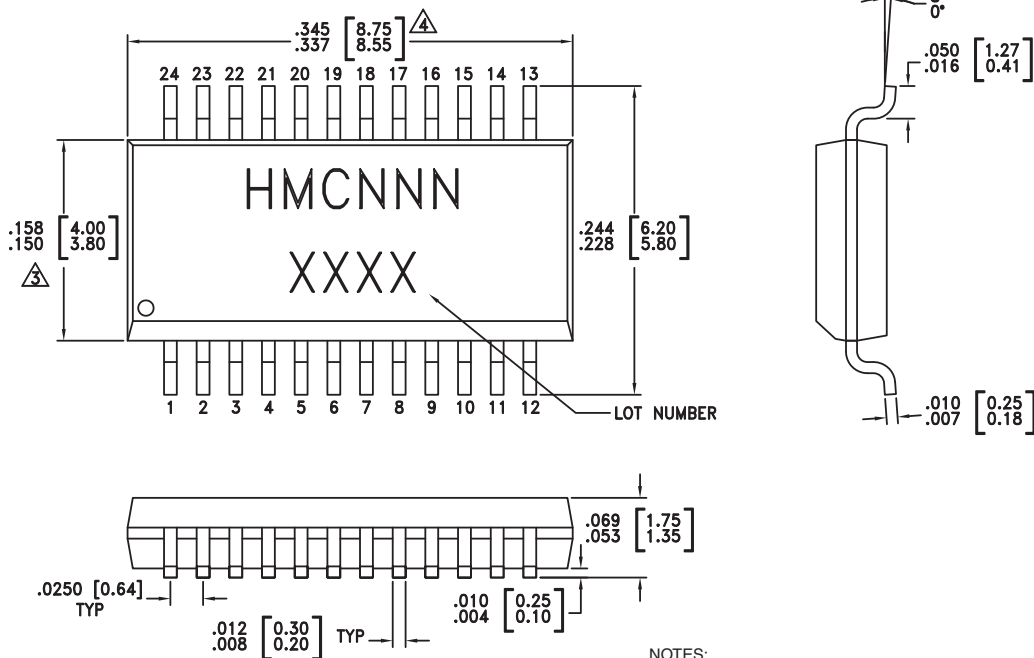 .345 [8.75] 4
.337 [8.55]
0°
.050 [1.27]
.016 [0.41]
24 23 22 21 20 19 18 17 16 15 14 13
HMCNNN
.158 [4.00]
.150 [3.80]
3
.244 [6.20]
.228 [5.80]
XXXX
1 2 3 4 5 6 7 8 9 10 11 12
LOT NUMBER
.010 [0.25]
.007 [0.18]
.069 [1.75]
.053 [1.35]
.0250 [0.64]
TYP
.010 [0.25]
.004 [0.10]
.012 [0.30] TYP
.008 [0.20]
NOTES: